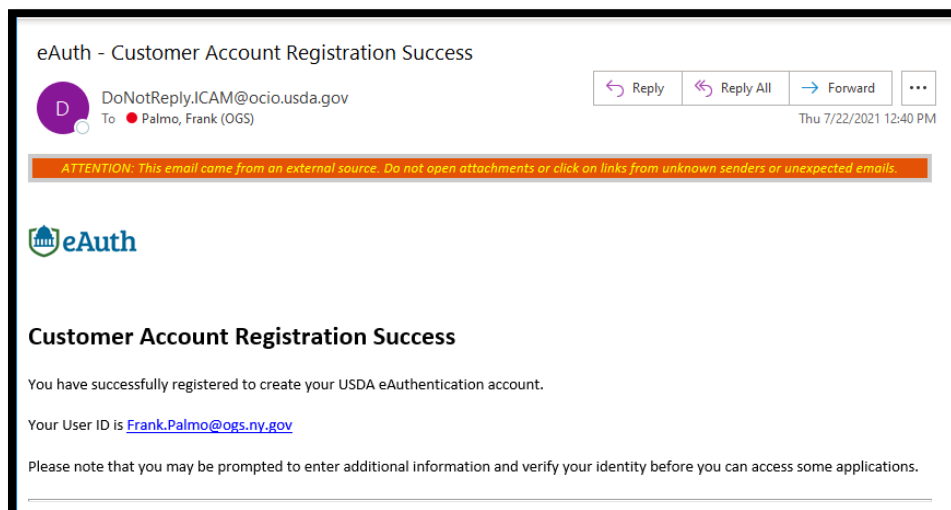 eAuth - Customer Account Registration Success
D
DoNotReply.ICAM@ocio.usda.gov
To Palmo, Frank (OGS)
Reply
Reply All
Forward
...
Thu 7/22/2021 12:40 PM
ATTENTION: This email came from an external source. Do not open attachments or click on links from unknown senders or unexpected emails.
eAuth
Customer Account Registration Success
You have successfully registered to create your USDA eAuthentication account.
Your User ID is Frank.Palmo@ogs.ny.gov
Please note that you may be prompted to enter additional information and verify your identity before you can access some applications.